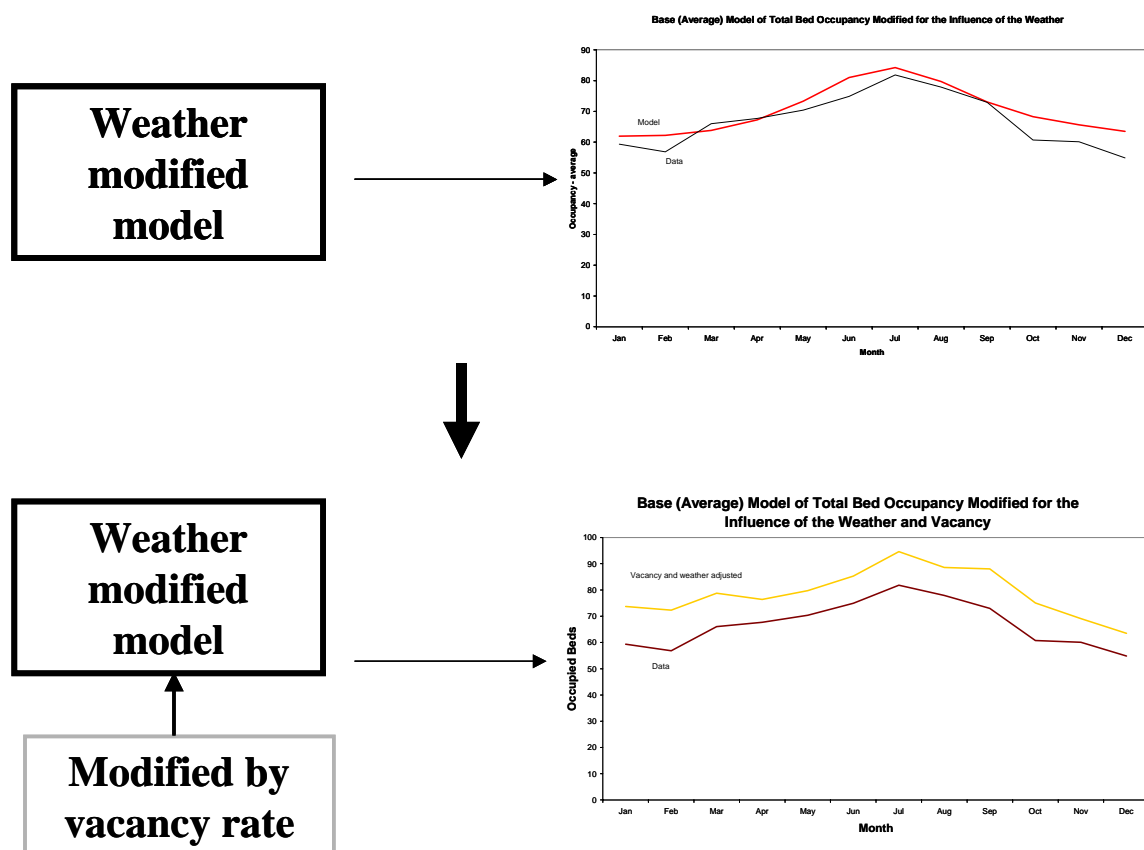 Base (Average) Model of Total Bed Occupancy Modified for the Influence of the Weather
Weather
modified
model
90
80
70
60
50
40
30
20
10
0
Occupancy - average
Model
Data
Jan Feb Mar Apr May Jun Jul Aug Sep Oct Nov Dec
Month
Base (Average) Model of Total Bed Occupancy Modified for the
Influence of the Weather and Vacancy
Weather
modified
model
Modified by
vacancy rate
100
90
80
70
60
50
40
30
20
10
0
Occupied Beds
Vacancy and weather adjusted
Data
Jan Feb Mar Apr May Jun Jul Aug Sep Oct Nov Dec
Month